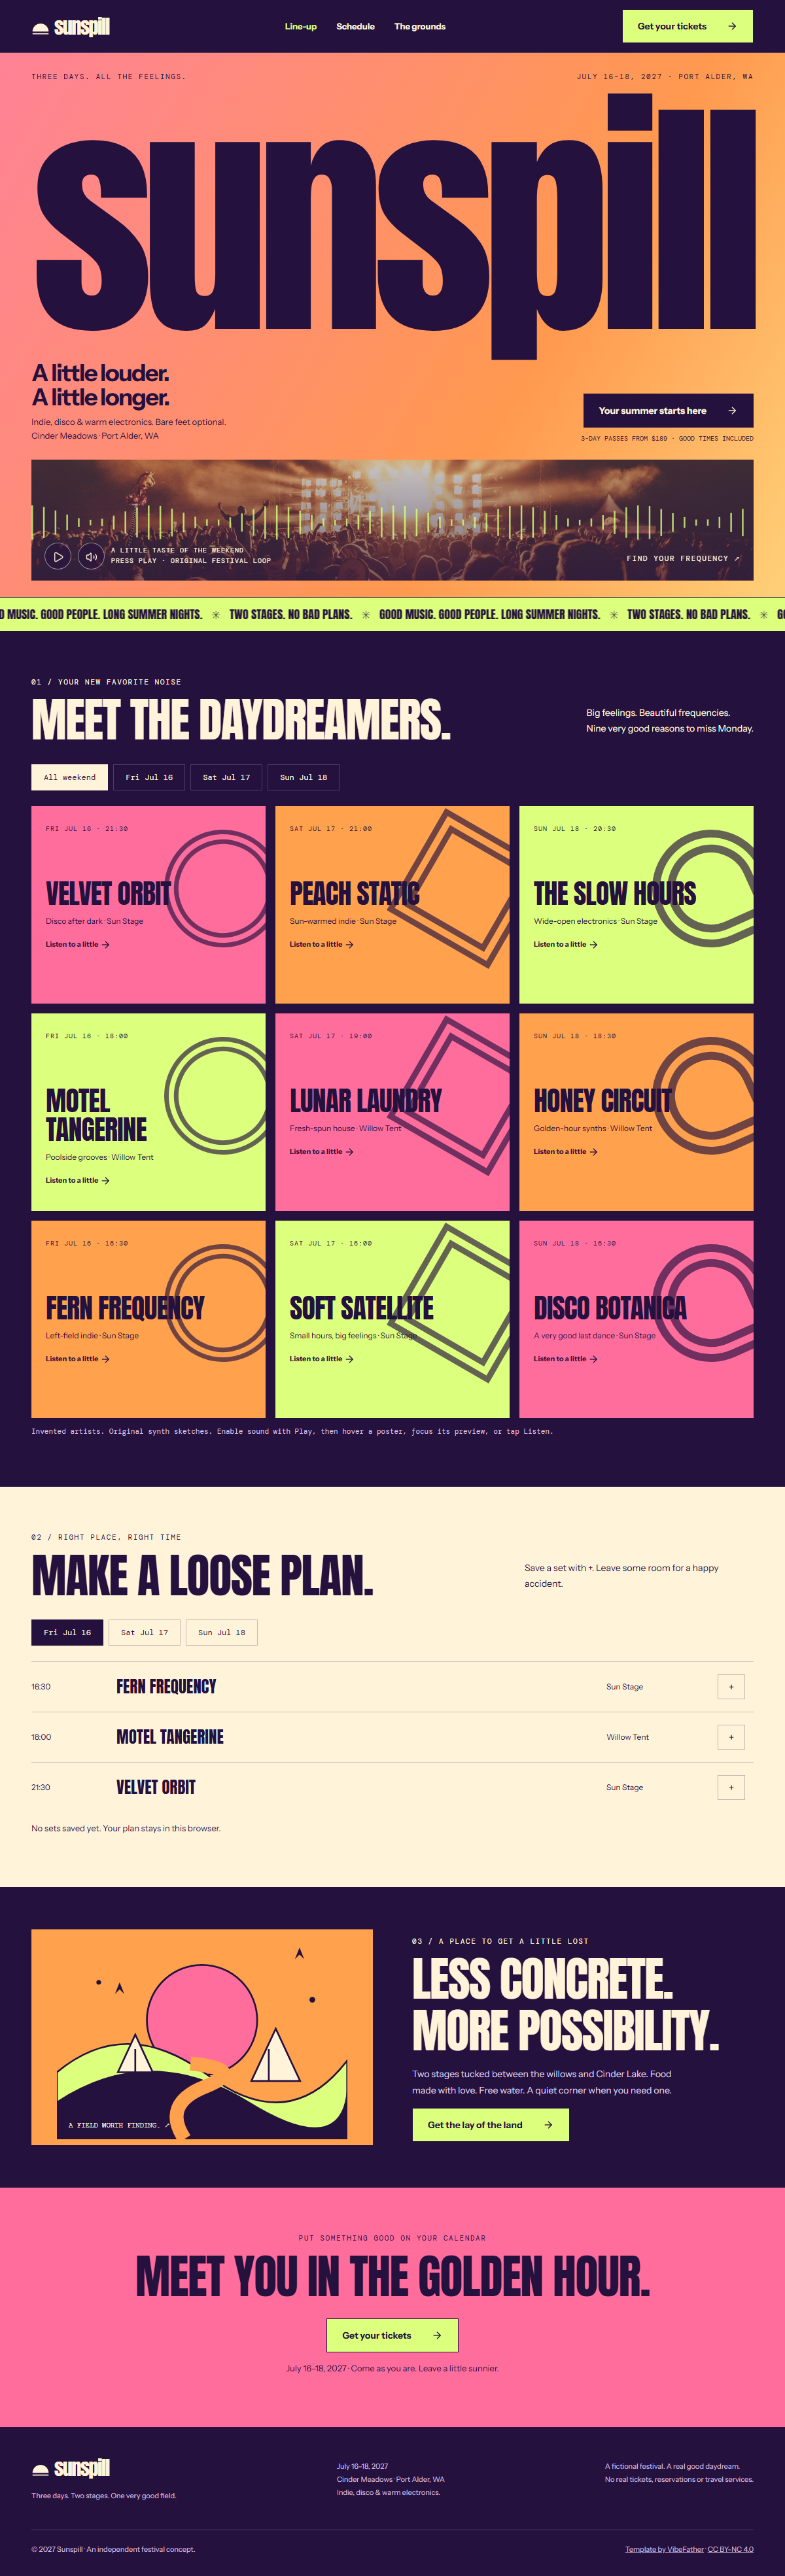 sunspill
Line-up Schedule The grounds
Get your tickets →
THREE DAYS. ALL THE FEELINGS.
JULY 16–18, 2027 · PORT ALDER, WA
sunspill
A little louder.
A little longer.
Indie, disco & warm electronics. Bare feet optional.
Cinder Meadows · Port Alder, WA
Your summer starts here →
3-DAY PASSES FROM $189 · GOOD TIMES INCLUDED
A LITTLE TASTE OF THE WEEKEND
PRESS PLAY · ORIGINAL FESTIVAL LOOP
FIND YOUR FREQUENCY ↗
D MUSIC. GOOD PEOPLE. LONG SUMMER NIGHTS. ✳ TWO STAGES. NO BAD PLANS. ✳ GOOD MUSIC. GOOD PEOPLE. LONG SUMMER NIGHTS. ✳ TWO STAGES. NO BAD PLANS. ✳ GO
01 / YOUR NEW FAVORITE NOISE
MEET THE DAYDREAMERS.
Big feelings. Beautiful frequencies.
Nine very good reasons to miss Monday.
All weekend Fri Jul 16 Sat Jul 17 Sun Jul 18
FRI JUL 16 · 21:30
VELVET ORBIT
Disco after dark · Sun Stage
Listen to a little →
SAT JUL 17 · 21:00
PEACH STATIC
Sun-warmed indie · Sun Stage
Listen to a little →
SUN JUL 18 · 20:30
THE SLOW HOURS
Wide-open electronics · Sun Stage
Listen to a little →
FRI JUL 16 · 18:00
MOTEL
TANGERINE
Poolside grooves · Willow Tent
Listen to a little →
SAT JUL 17 · 19:00
LUNAR LAUNDRY
Fresh-spun house · Willow Tent
Listen to a little →
SUN JUL 18 · 18:30
HONEY CIRCUIT
Golden-hour synths · Willow Tent
Listen to a little →
FRI JUL 16 · 16:30
FERN FREQUENCY
Left-field indie · Sun Stage
Listen to a little →
SAT JUL 17 · 16:00
SOFT SATELLITE
Small hours, big feelings · Sun Stage
Listen to a little →
SUN JUL 18 · 16:30
DISCO BOTANICA
A very good last dance · Sun Stage
Listen to a little →
Invented artists. Original synth sketches. Enable sound with Play, then hover a poster, focus its preview, or tap Listen.
02 / RIGHT PLACE, RIGHT TIME
MAKE A LOOSE PLAN.
Save a set with +. Leave some room for a happy
accident.
Fri Jul 16 Sat Jul 17 Sun Jul 18
16:30 FERN FREQUENCY Sun Stage +
18:00 MOTEL TANGERINE Willow Tent +
21:30 VELVET ORBIT Sun Stage +
No sets saved yet. Your plan stays in this browser.
A FIELD WORTH FINDING. ↗
03 / A PLACE TO GET A LITTLE LOST
LESS CONCRETE.
MORE POSSIBILITY.
Two stages tucked between the willows and Cinder Lake. Food
made with love. Free water. A quiet corner when you need one.
Get the lay of the land →
PUT SOMETHING GOOD ON YOUR CALENDAR
MEET YOU IN THE GOLDEN HOUR.
Get your tickets →
July 16–18, 2027 · Come as you are. Leave a little sunnier.
sunspill
Three days. Two stages. One very good field.
July 16–18, 2027
Cinder Meadows · Port Alder, WA
Indie, disco & warm electronics.
A fictional festival. A real good daydream.
No real tickets, reservations or travel services.
© 2027 Sunspill · An independent festival concept.
Template by VibeFather · CC BY-NC 4.0